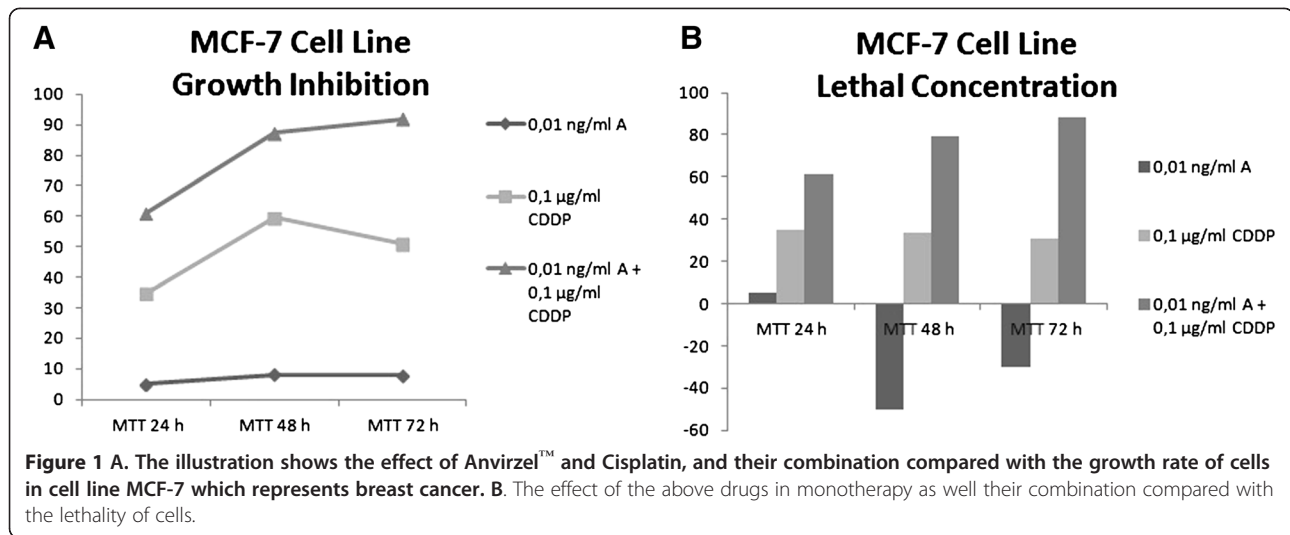 A
MCF-7 Cell Line
Growth Inhibition
100
90
80
70
60
50
40
30
20
10
0
MTT 24 h
MTT 48 h
MTT 72 h
0,01 ng/ml A
0,1 µg/ml
CDDP
0,01 ng/ml A +
0,1 µg/ml
CDDP
B
MCF-7 Cell Line
Lethal Concentration
100
80
60
40
20
0
-20
-40
-60
MTT 24 h
MTT 48 h
MTT 72 h
0,01 ng/ml A
0,1 µg/ml CDDP
0,01 ng/ml A +
0,1 µg/ml CDDP
Figure 1 A. The illustration shows the effect of Anvirzel™ and Cisplatin, and their combination compared with the growth rate of cells
in cell line MCF-7 which represents breast cancer. B. The effect of the above drugs in monotherapy as well their combination compared with
the lethality of cells.